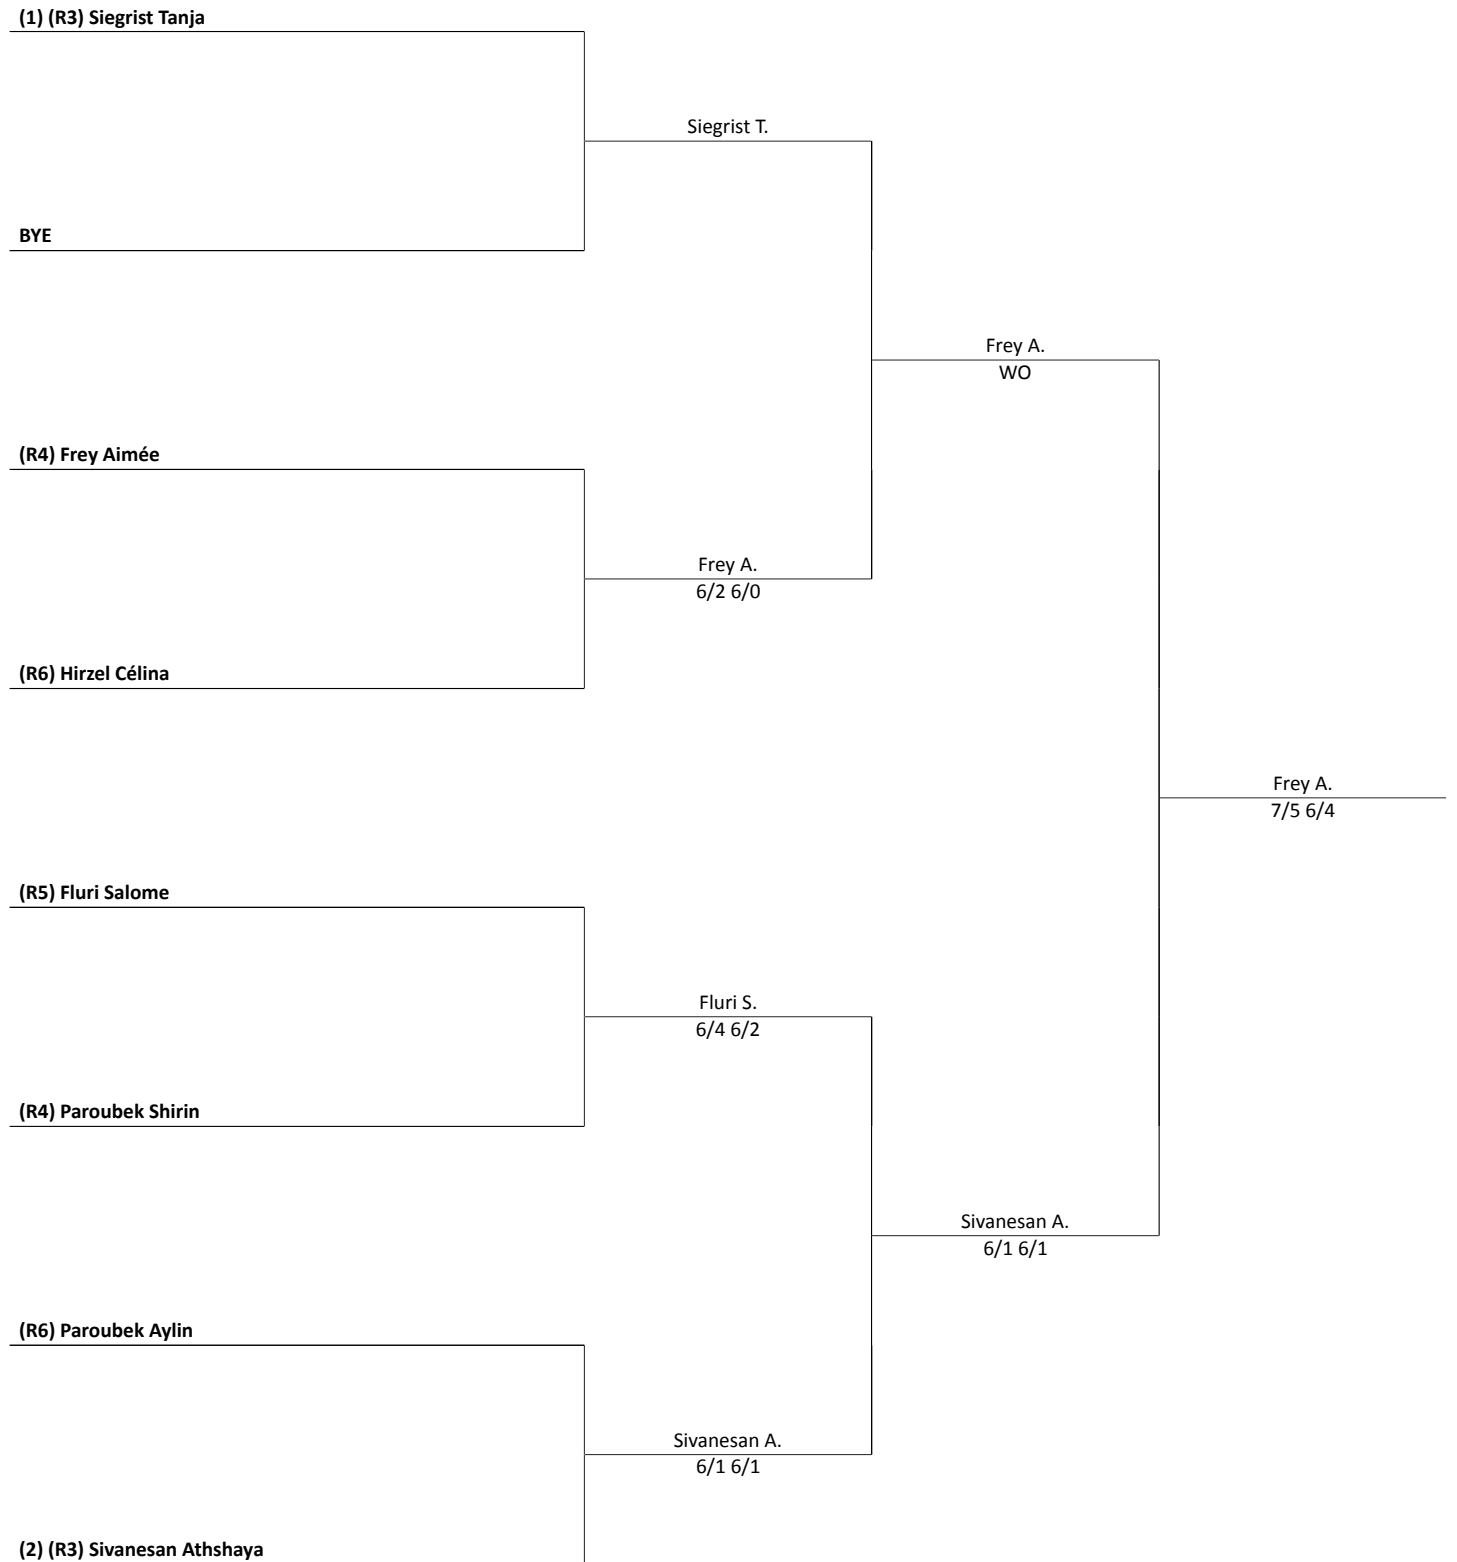 (1) (R3) Siegrist Tanja
Siegrist T.
BYE
Frey A.
WO
(R4) Frey Aimée
Frey A.
6/2 6/0
(R6) Hirzel Célina
Frey A.
7/5 6/4
(R5) Fluri Salome
Fluri S.
6/4 6/2
(R4) Paroubek Shirin
Sivanesan A.
6/1 6/1
(R6) Paroubek Aylin
Sivanesan A.
6/1 6/1
(2) (R3) Sivanesan Athshaya